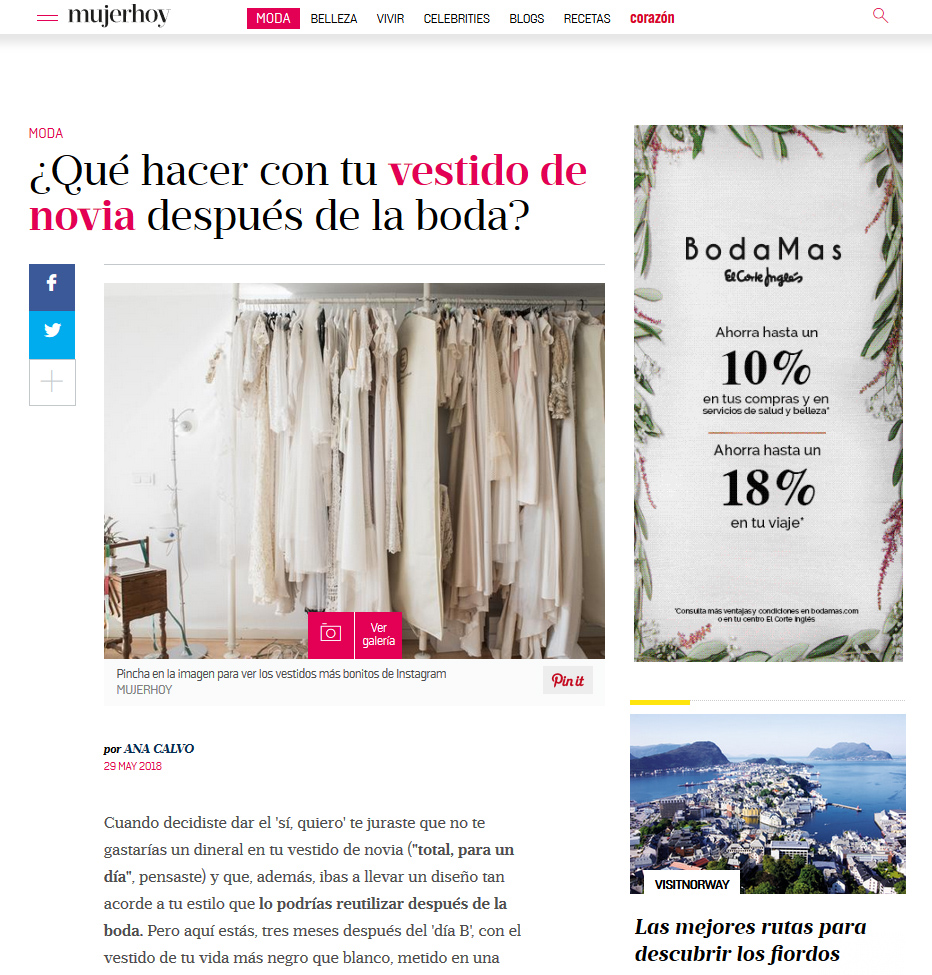 mujerhoy
MODA BELLEZA VIVIR CELEBRITIES BLOGS RECETAS corazón
MODA
¿Qué hacer con tu vestido de
novia después de la boda?
Ver
galería
Pincha en la imagen para ver los vestidos más bonitos de Instagram
MUJERHOY
Pin it
por ANA CALVO
29 MAY 2018
Cuando decidiste dar el 'sí, quiero' te juraste que no te
gastarías un dineral en tu vestido de novia ("total, para un
día", pensaste) y que, además, ibas a llevar un diseño tan
acorde a tu estilo que lo podrías reutilizar después de la
boda. Pero aquí estás, tres meses después del 'día B', con el
vestido de tu vida más negro que blanco, metido en una
BodaMas
El Corte Inglés
Ahorra hasta un
10%
en tus compras y en
servicios de salud y belleza*
Ahorra hasta un
18%
en tu viaje*
*Consulta más ventajas y condiciones en bodamas.com
o en tu centro El Corte Inglés
VISITNORWAY
Las mejores rutas para
descubrir los fiordos